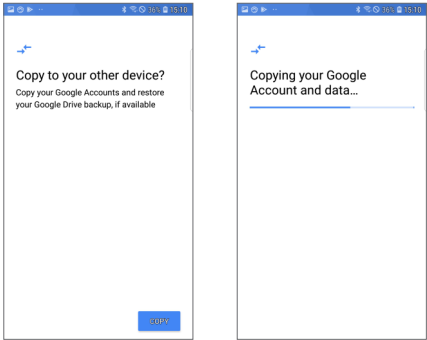 36% 15:10
Copy to your other device?
Copy your Google Accounts and restore
your Google Drive backup, if available
COPY
36% 15:10
Copying your Google
Account and data...